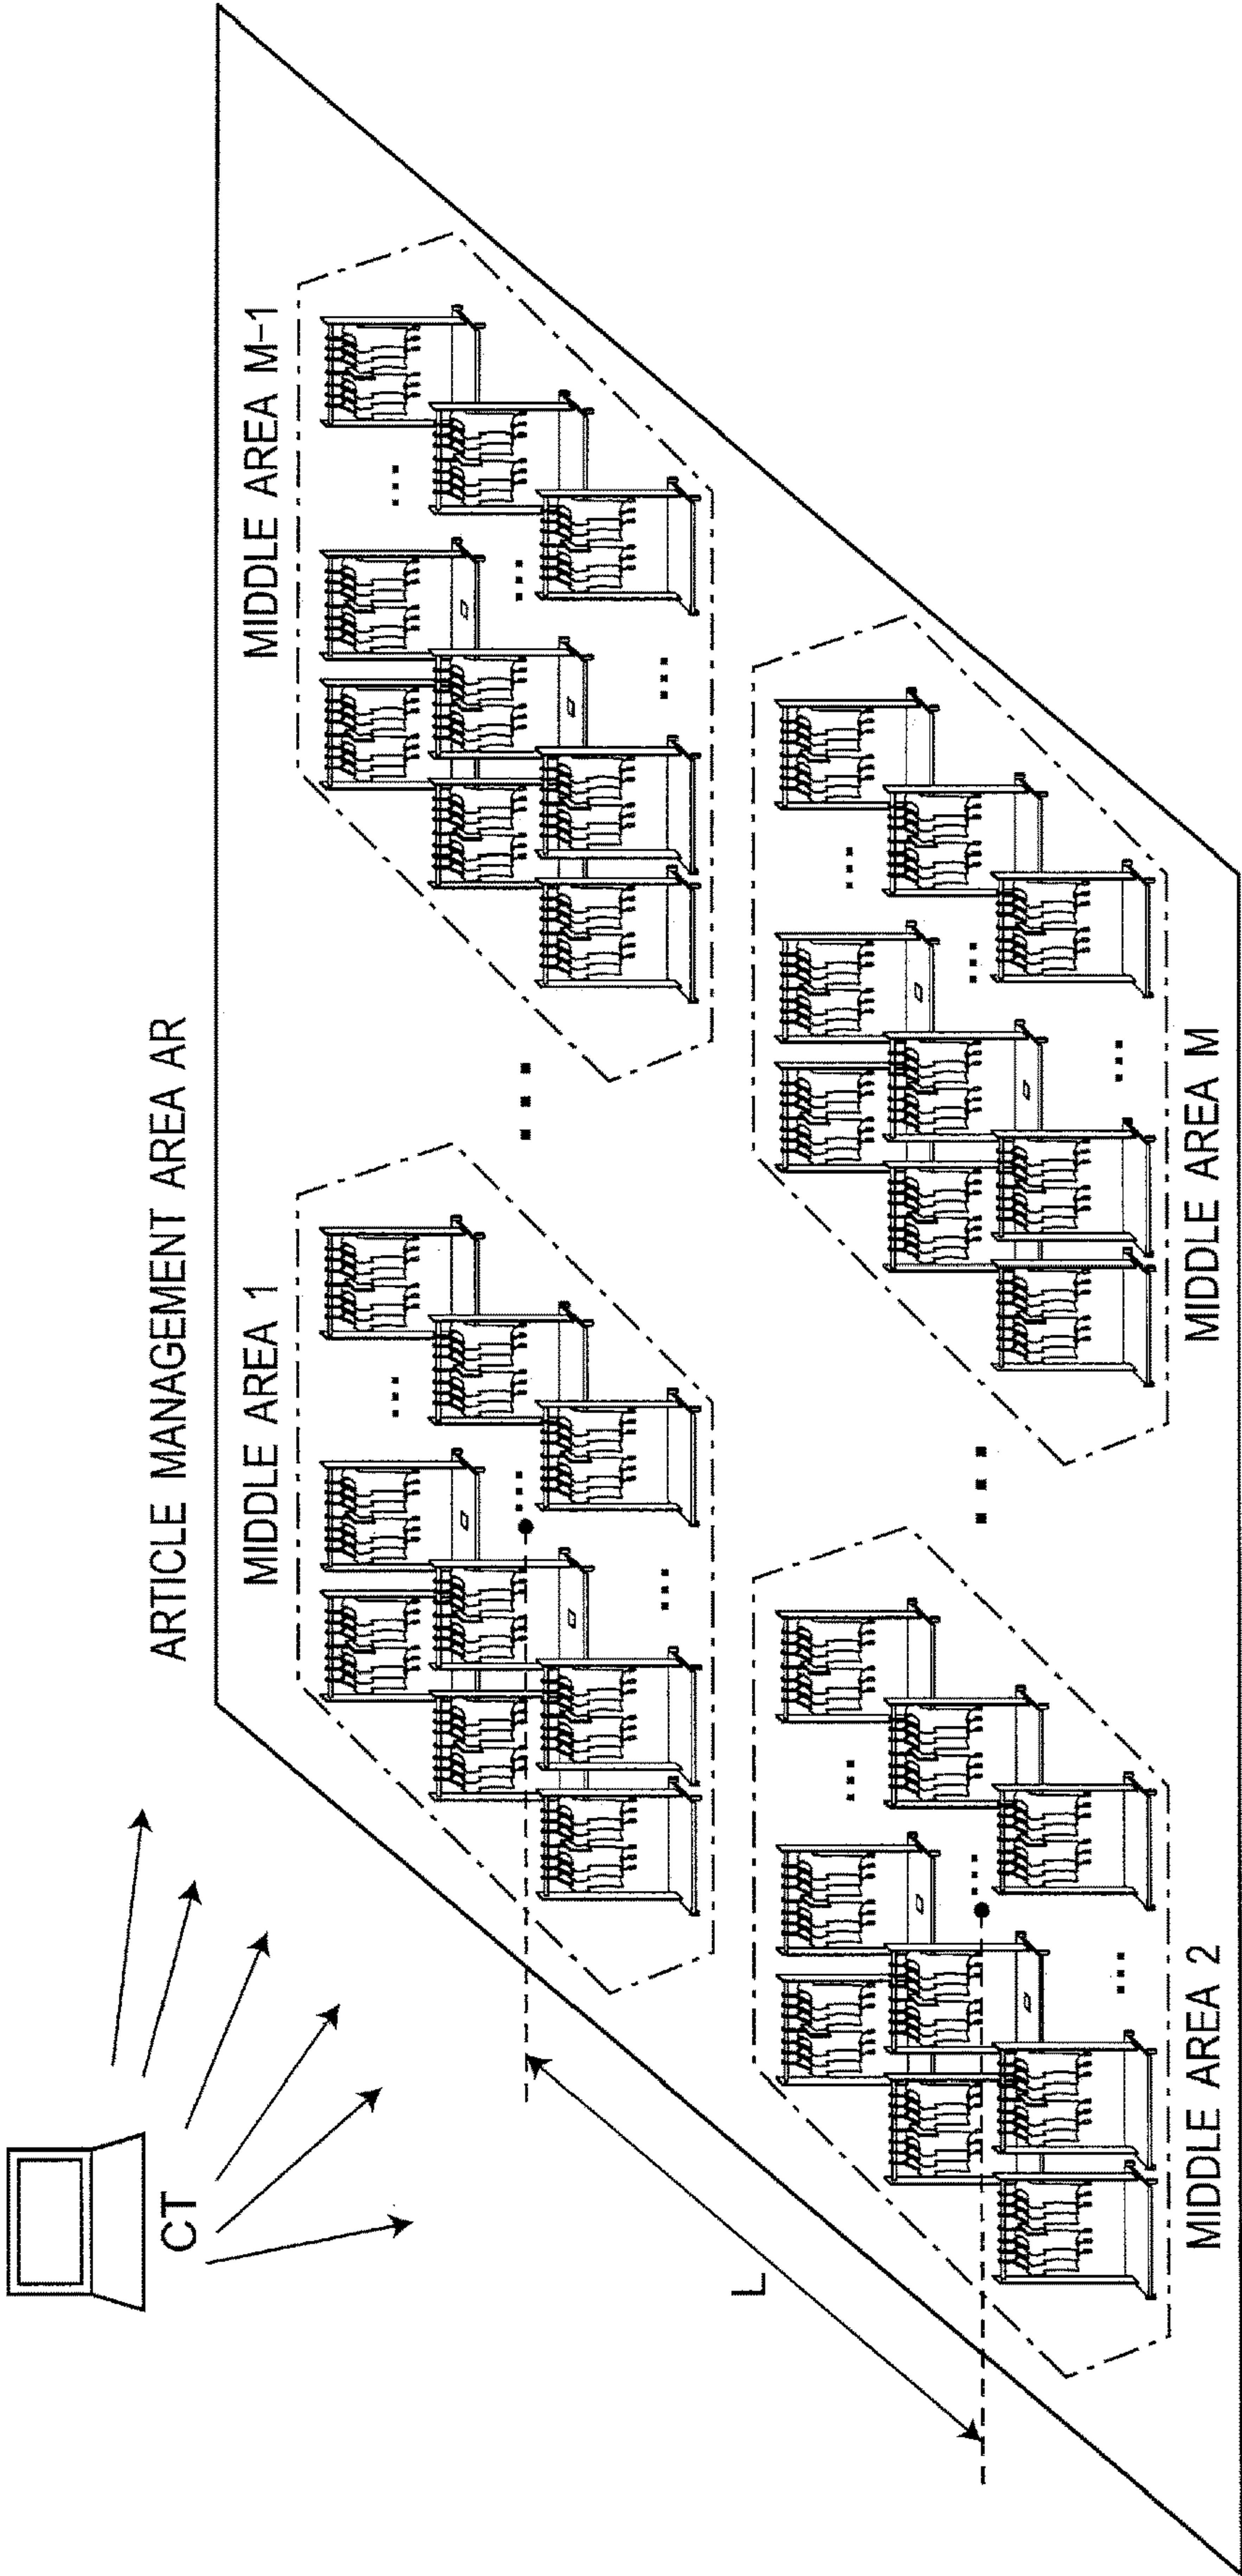 ARTICLE MANAGEMENT AREA AR
CT
MIDDLE AREA 1
MIDDLE AREA M-1
L
MIDDLE AREA 2
MIDDLE AREA M